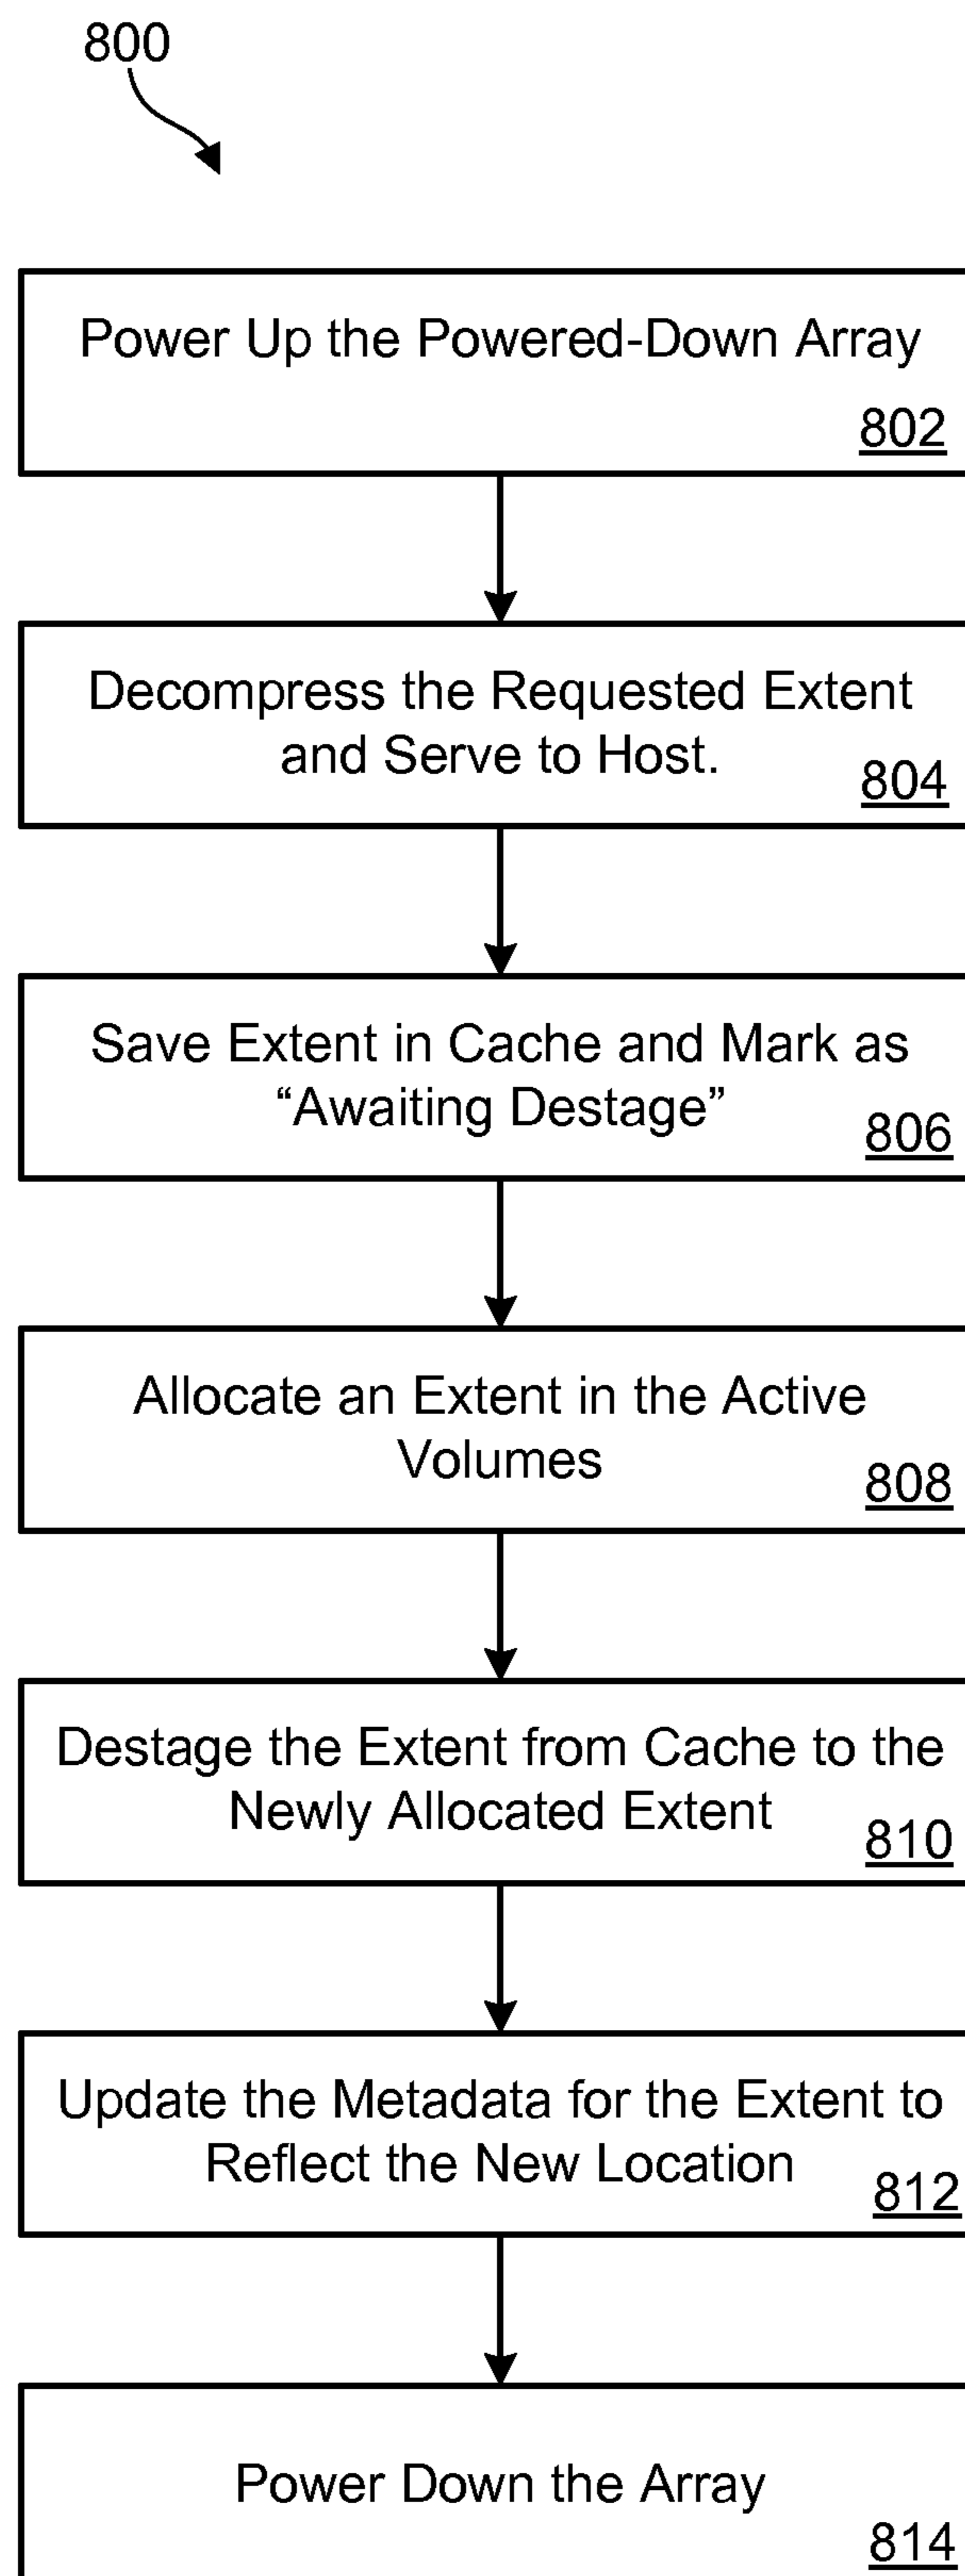 800
Power Up the Powered-Down Array
802
Decompress the Requested Extent
and Serve to Host.
804
Save Extent in Cache and Mark as
“Awaiting Destage”
806
Allocate an Extent in the Active
Volumes
808
Destage the Extent from Cache to the
Newly Allocated Extent
810
Update the Metadata for the Extent to
Reflect the New Location
812
Power Down the Array
814